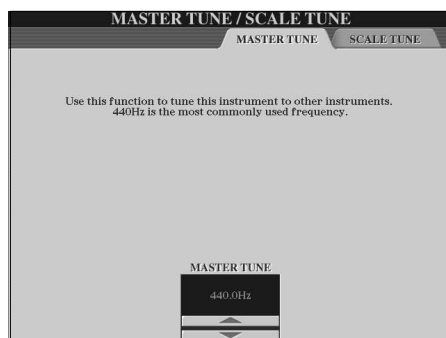 MASTER TUNE / SCALE TUNE
MASTER TUNE
SCALE TUNE
Use this function to tune this instrument to other instruments.
440Hz is the most commonly used frequency.
MASTER TUNE
440.0Hz